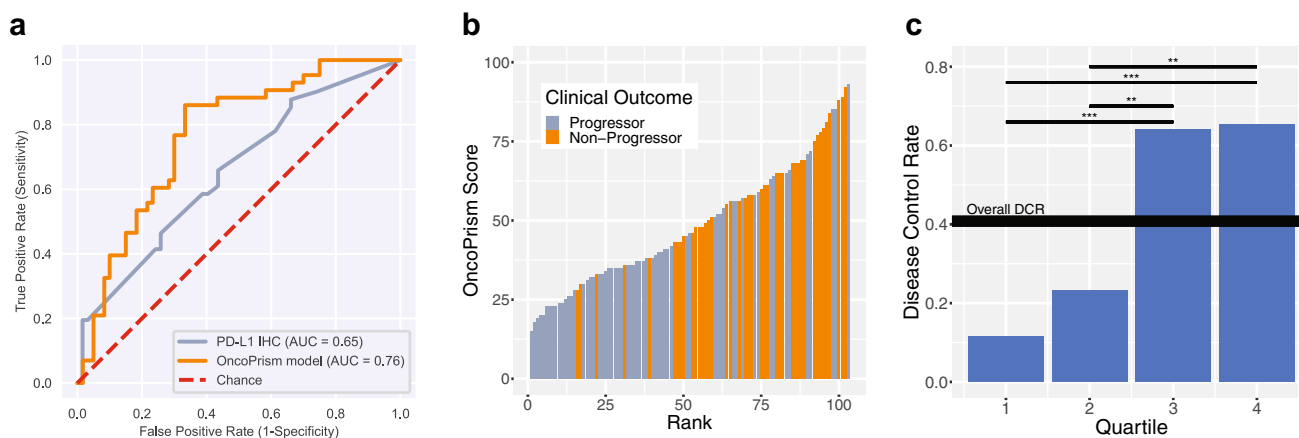 a
1.0
0.8
0.6
0.4
0.2
0.0
True Positive Rate (Sensitivity)
PD-L1 IHC (AUC = 0.65)
OncoPrism model (AUC = 0.76)
Chance
0.0 0.2 0.4 0.6 0.8 1.0
False Positive Rate (1-Specificity)
b
100
75
50
25
0
OncoPrism Score
Clinical Outcome
Progressor
Non−Progressor
0 25 50 75 100
Rank
c
0.8
0.6
0.4
0.2
0.0
Disease Control Rate
**
***
**
***
Overall DCR
1 2 3 4
Quartile